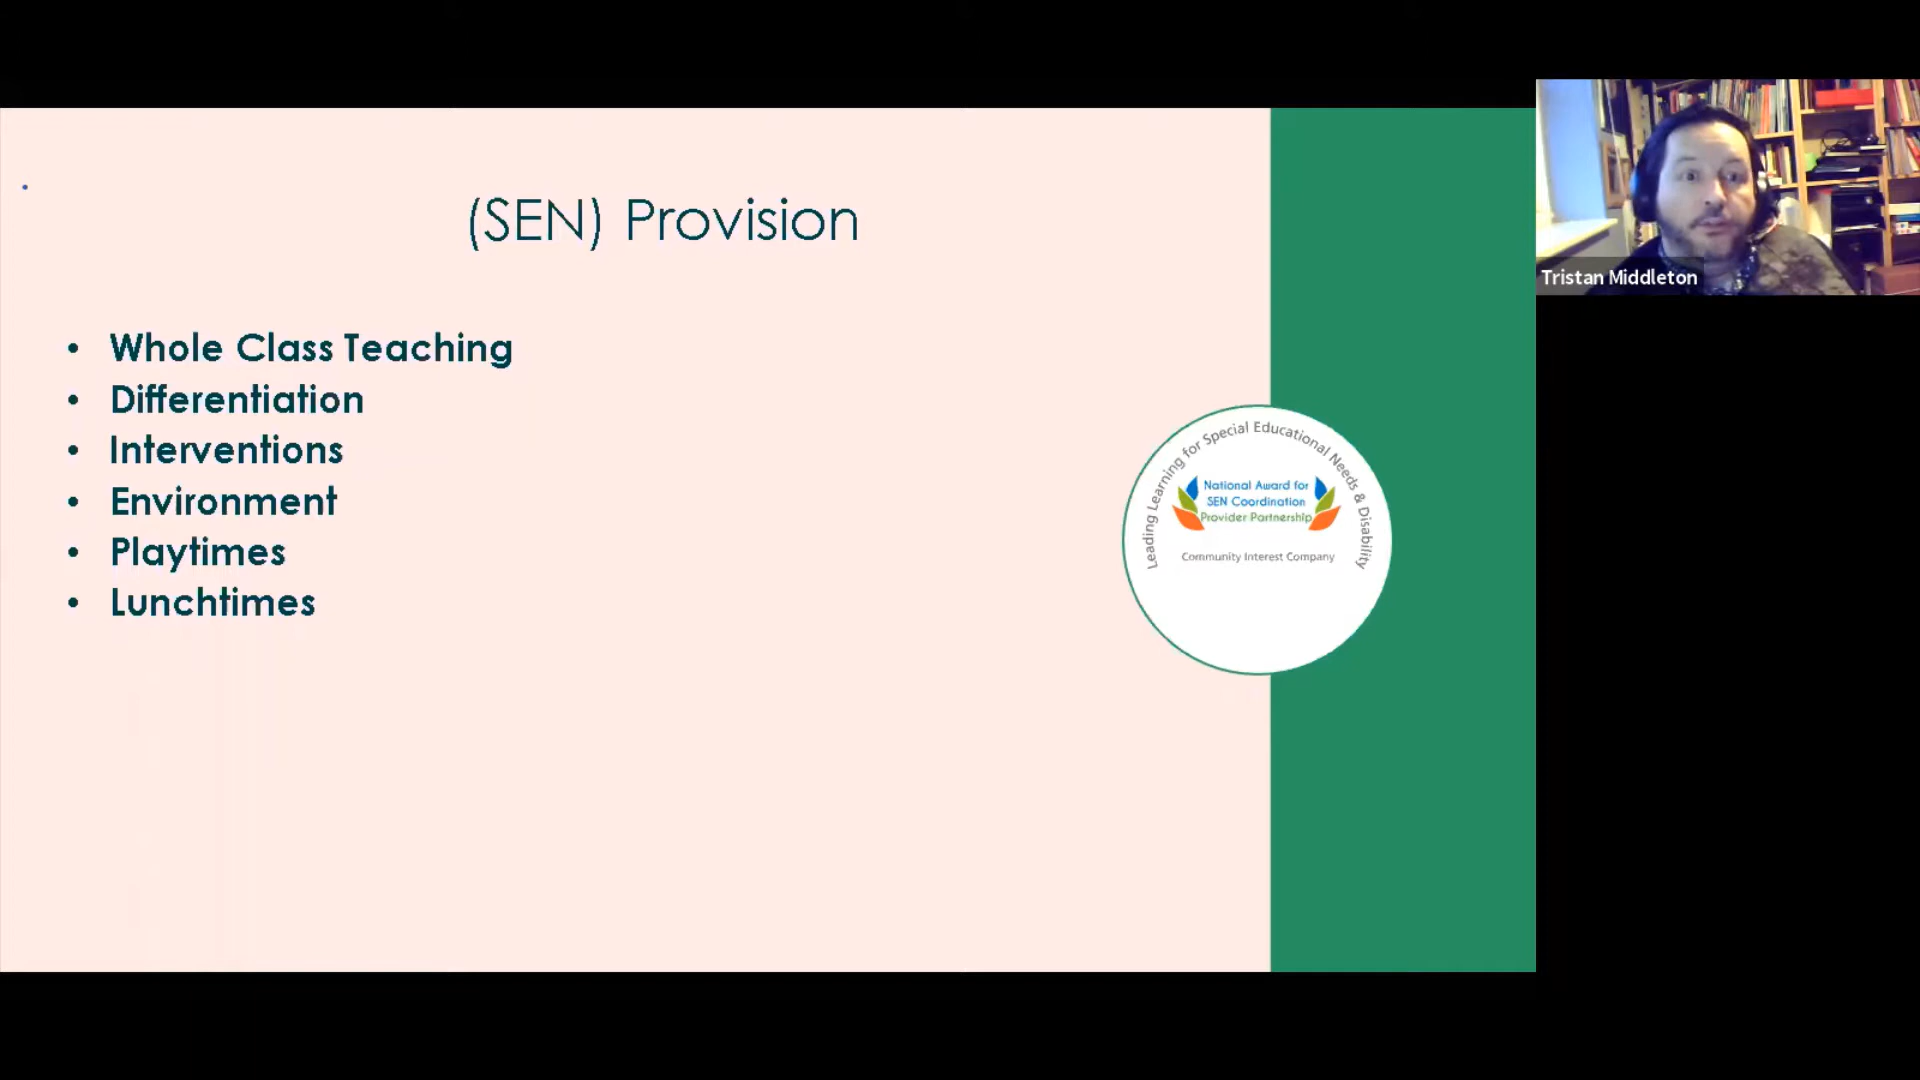 (SEN) Provision
• Whole Class Teaching
• Differentiation
• Interventions
• Environment
• Playtimes
• Lunchtimes
Leading Learning for Special Educational Needs & Disability
National Award for
SEN Coordination
Provider Partnership
Community Interest Company
Tristan Middleton